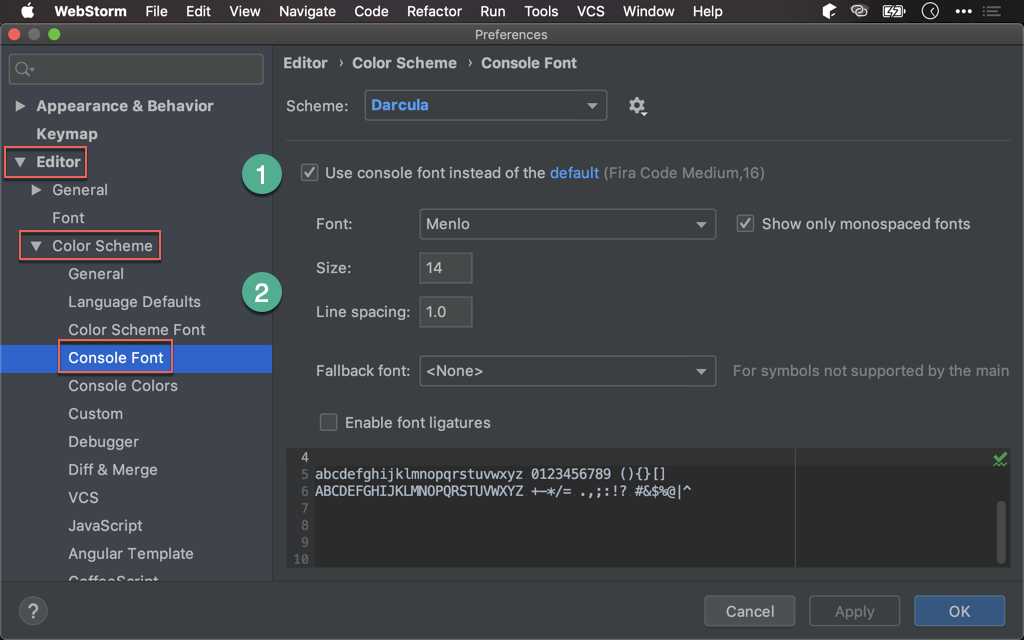 WebStorm File Edit View Navigate Code Refactor Run Tools VCS Window Help
Preferences
Appearance & Behavior
Keymap
Editor
General
Font
Color Scheme
General
Language Defaults
Color Scheme Font
Console Font
Console Colors
Custom
Debugger
Diff & Merge
VCS
JavaScript
Angular Template
CoffeeScript
Editor › Color Scheme › Console Font
Scheme: Darcula
1
Use console font instead of the default (Fira Code Medium,16)
Font: Menlo Show only monospaced fonts
Size: 14
2
Line spacing: 1.0
Fallback font: <None> For symbols not supported by the main
Enable font ligatures
4
5 abcdefghijklmnopqrstuvwxyz 0123456789 (){}[]
6 ABCDEFGHIJKLMNOPQRSTUVWXYZ +-*/= .,;:!? #&$%@|^
7
8
9
10
? Cancel Apply OK